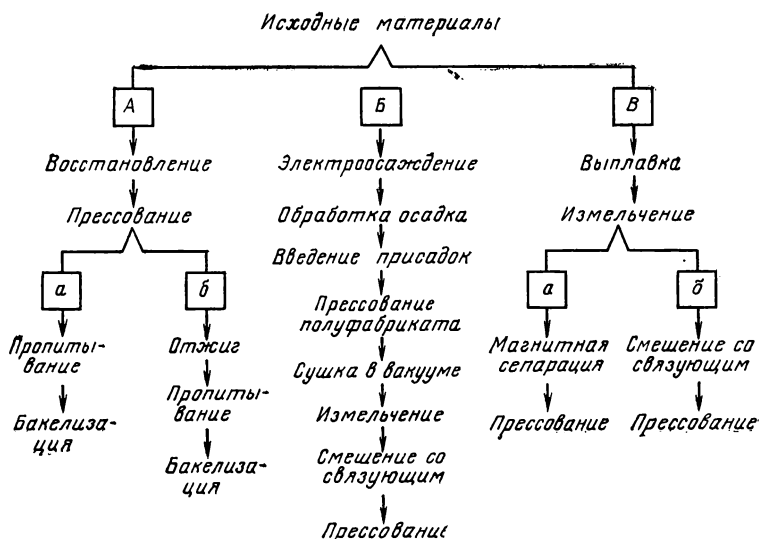 Исходные материалы
А
Б
В
Восстановление
Электроосаждение
Выплавка
Прессование
Обработка осадка
Измельчение
Введение присадок
а
б
а
б
Прессование
полуфабриката
Пропиты-
вание
Отжиг
Магнитная
сепарация
Смешение со
связующим
Сушка в вакууме
Пропиты-
вание
Измельчение
Бакелиза-
ция
Прессование
Прессование
Бакелиза-
ция
Смешение со
связующим
Прессование